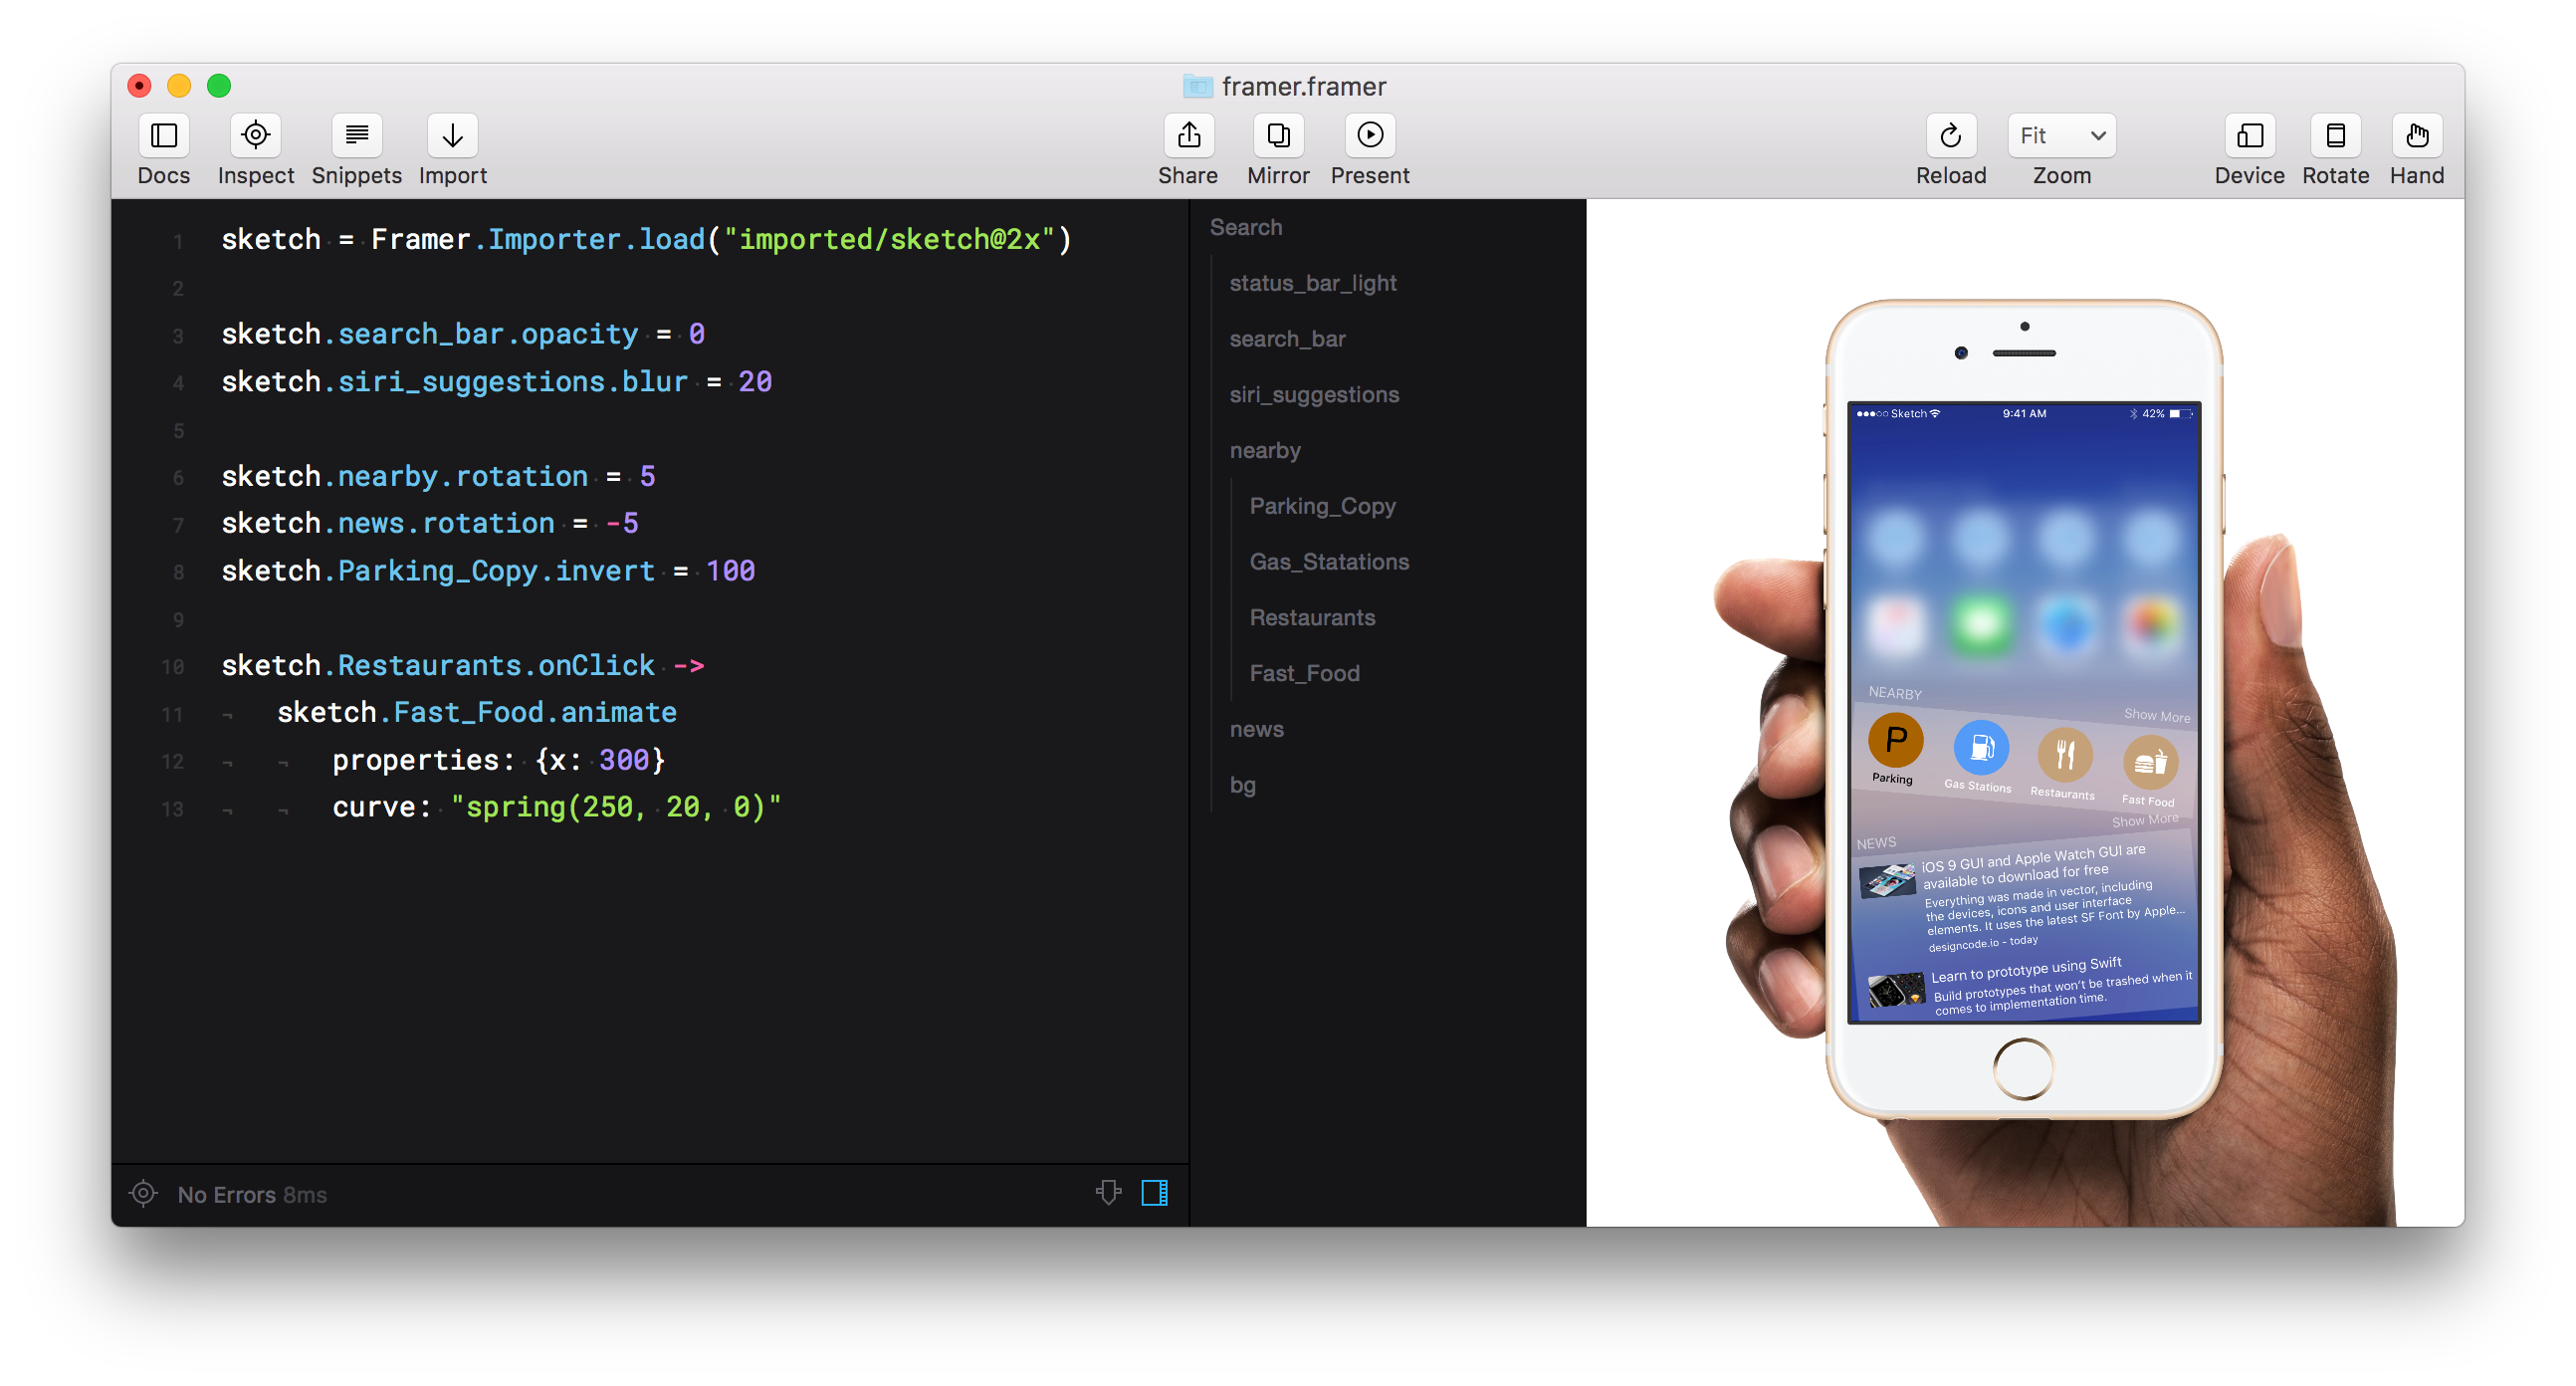 framer.framer
Docs Inspect Snippets Import Share Mirror Present Reload Fit Zoom Device Rotate Hand
1 sketch = Framer.Importer.load("imported/sketch@2x")
2
3 sketch.search_bar.opacity = 0
4 sketch.siri_suggestions.blur = 20
5
6 sketch.nearby.rotation = 5
7 sketch.news.rotation = -5
8 sketch.Parking_Copy.invert = 100
9
10 sketch.Restaurants.onClick ->
11 ¬ sketch.Fast_Food.animate
12 ¬ ¬ properties: {x: 300}
13 ¬ ¬ curve: "spring(250, 20, 0)"
No Errors 8ms
Search
status_bar_light
search_bar
siri_suggestions
nearby
Parking_Copy
Gas_Statations
Restaurants
Fast_Food
news
bg
Sketch 9:41 AM 42%
NEARBY Show More
P
Parking Gas Stations Restaurants Fast Food
NEWS Show More
iOS 9 GUI and Apple Watch GUI are
available to download for free
Everything was made in vector, including
the devices, icons and user interface
elements. It uses the latest SF Font by Apple...
designcode.io - today
Learn to prototype using Swift
Build prototypes that won't be trashed when it
comes to implementation time.